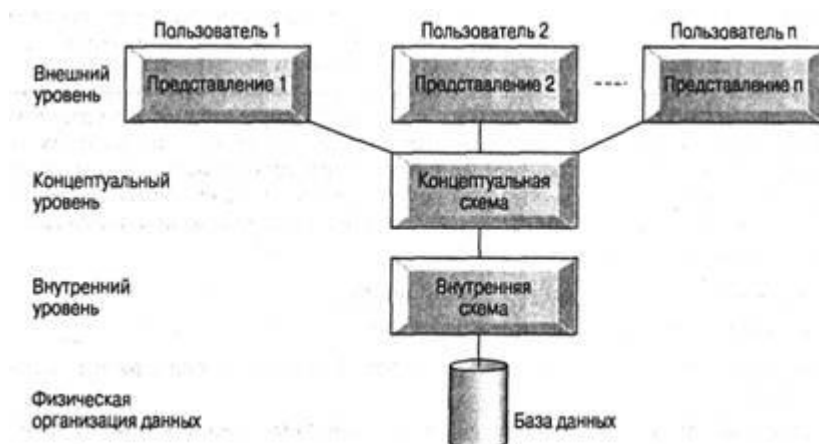 Пользователь 1
Пользователь 2
Пользователь n
Внешний
уровень
Представление 1
Представление 2
Представление n
Концептуальный
уровень
Концептуальная
схема
Внутренний
уровень
Внутренняя
схема
Физическая
организация данных
База данных